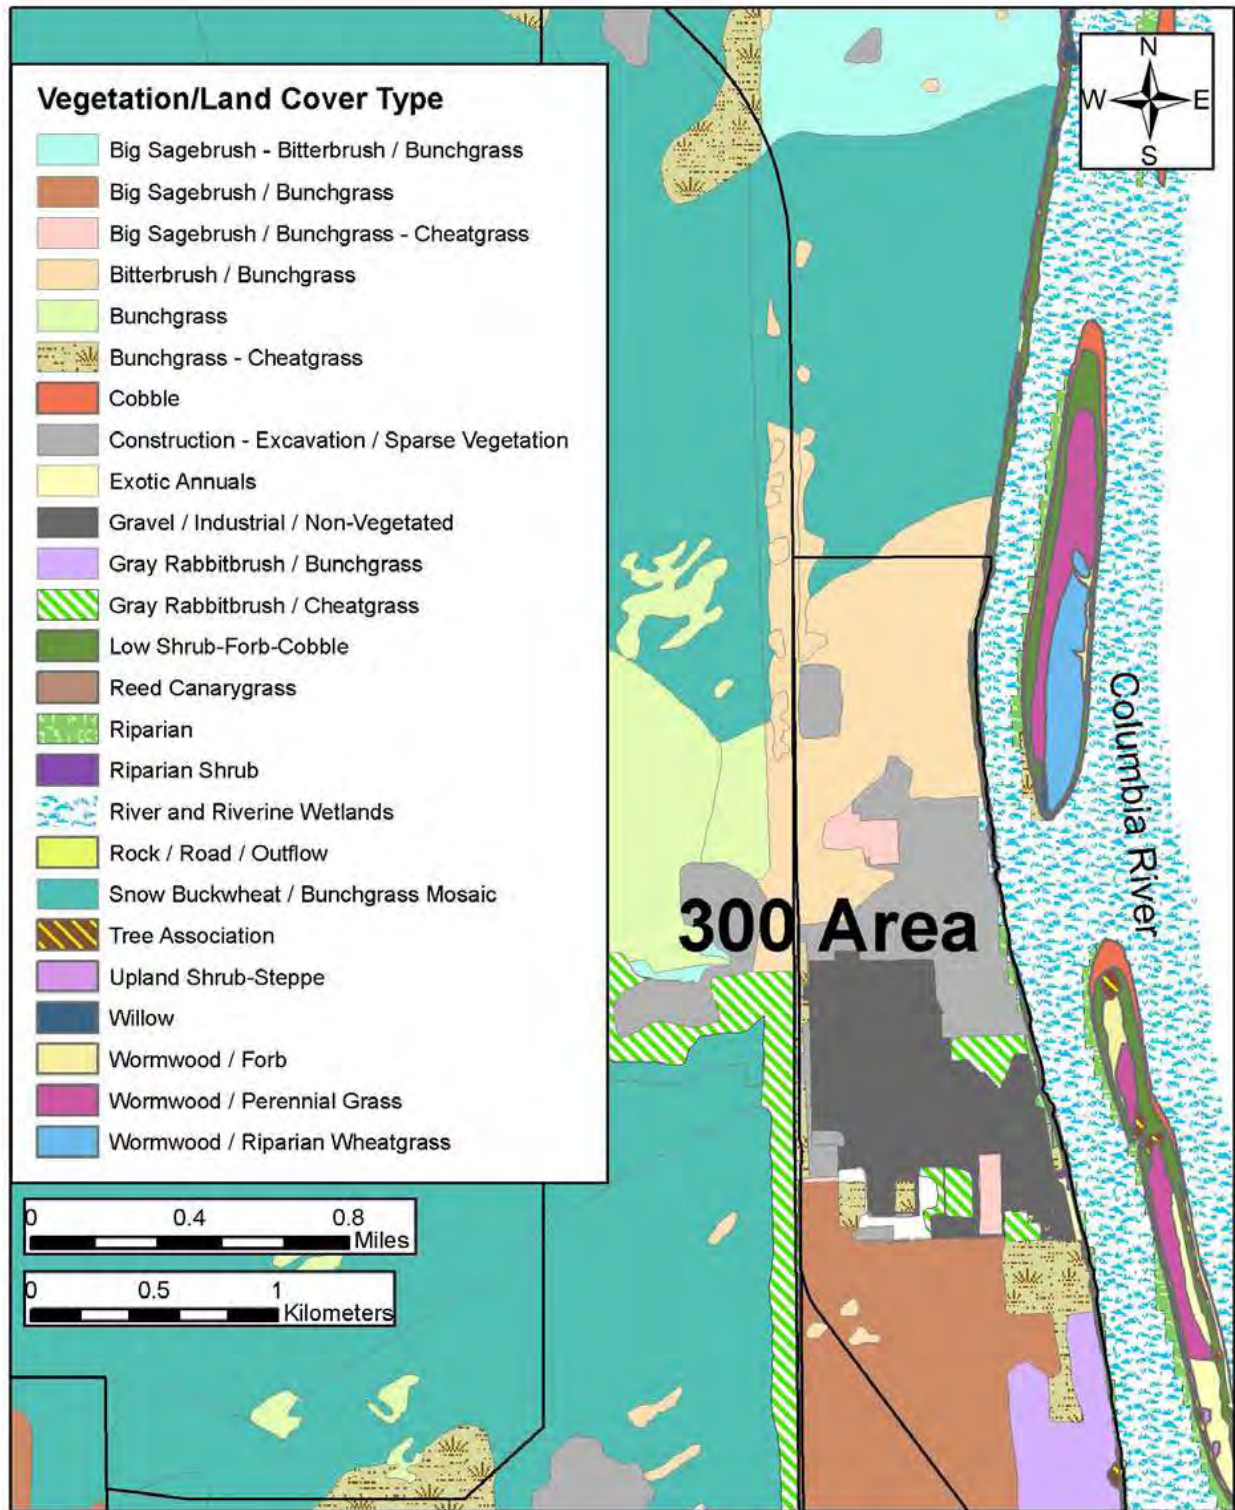 N
W E
S
Vegetation/Land Cover Type
Big Sagebrush - Bitterbrush / Bunchgrass
Big Sagebrush / Bunchgrass
Big Sagebrush / Bunchgrass - Cheatgrass
Bitterbrush / Bunchgrass
Bunchgrass
Bunchgrass - Cheatgrass
Cobble
Construction - Excavation / Sparse Vegetation
Exotic Annuals
Gravel / Industrial / Non-Vegetated
Gray Rabbitbrush / Bunchgrass
Gray Rabbitbrush / Cheatgrass
Low Shrub-Forb-Cobble
Reed Canarygrass
Riparian
Riparian Shrub
River and Riverine Wetlands
Rock / Road / Outflow
Snow Buckwheat / Bunchgrass Mosaic
Tree Association
Upland Shrub-Steppe
Willow
Wormwood / Forb
Wormwood / Perennial Grass
Wormwood / Riparian Wheatgrass
Columbia River
300 Area
0 0.4 0.8
Miles
0 0.5 1
Kilometers